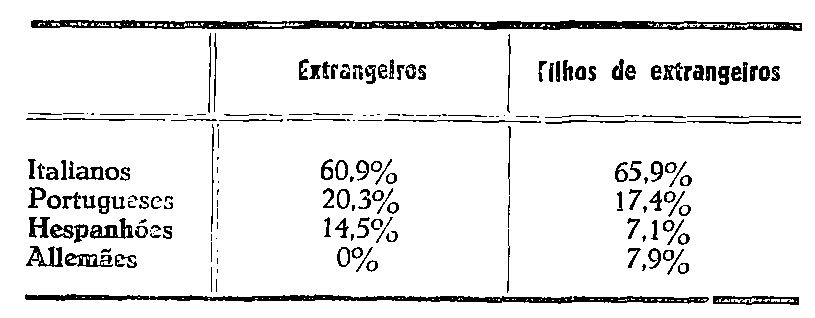 Extrangeiros Filhos de extrangeiros
Italianos 60,9% 65,9%
Portugueses 20,3% 17,4%
Hespanhóes 14,5% 7,1%
Allemães 0% 7,9%